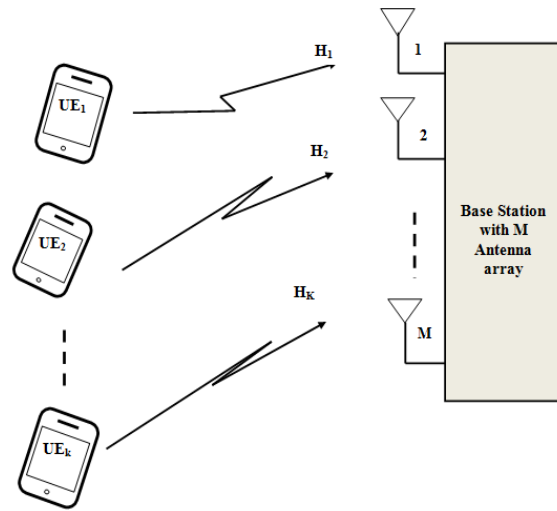 H1
1
UE1
2
H2
UE2
Base Station
with M
Antenna
array
HK
M
UEk